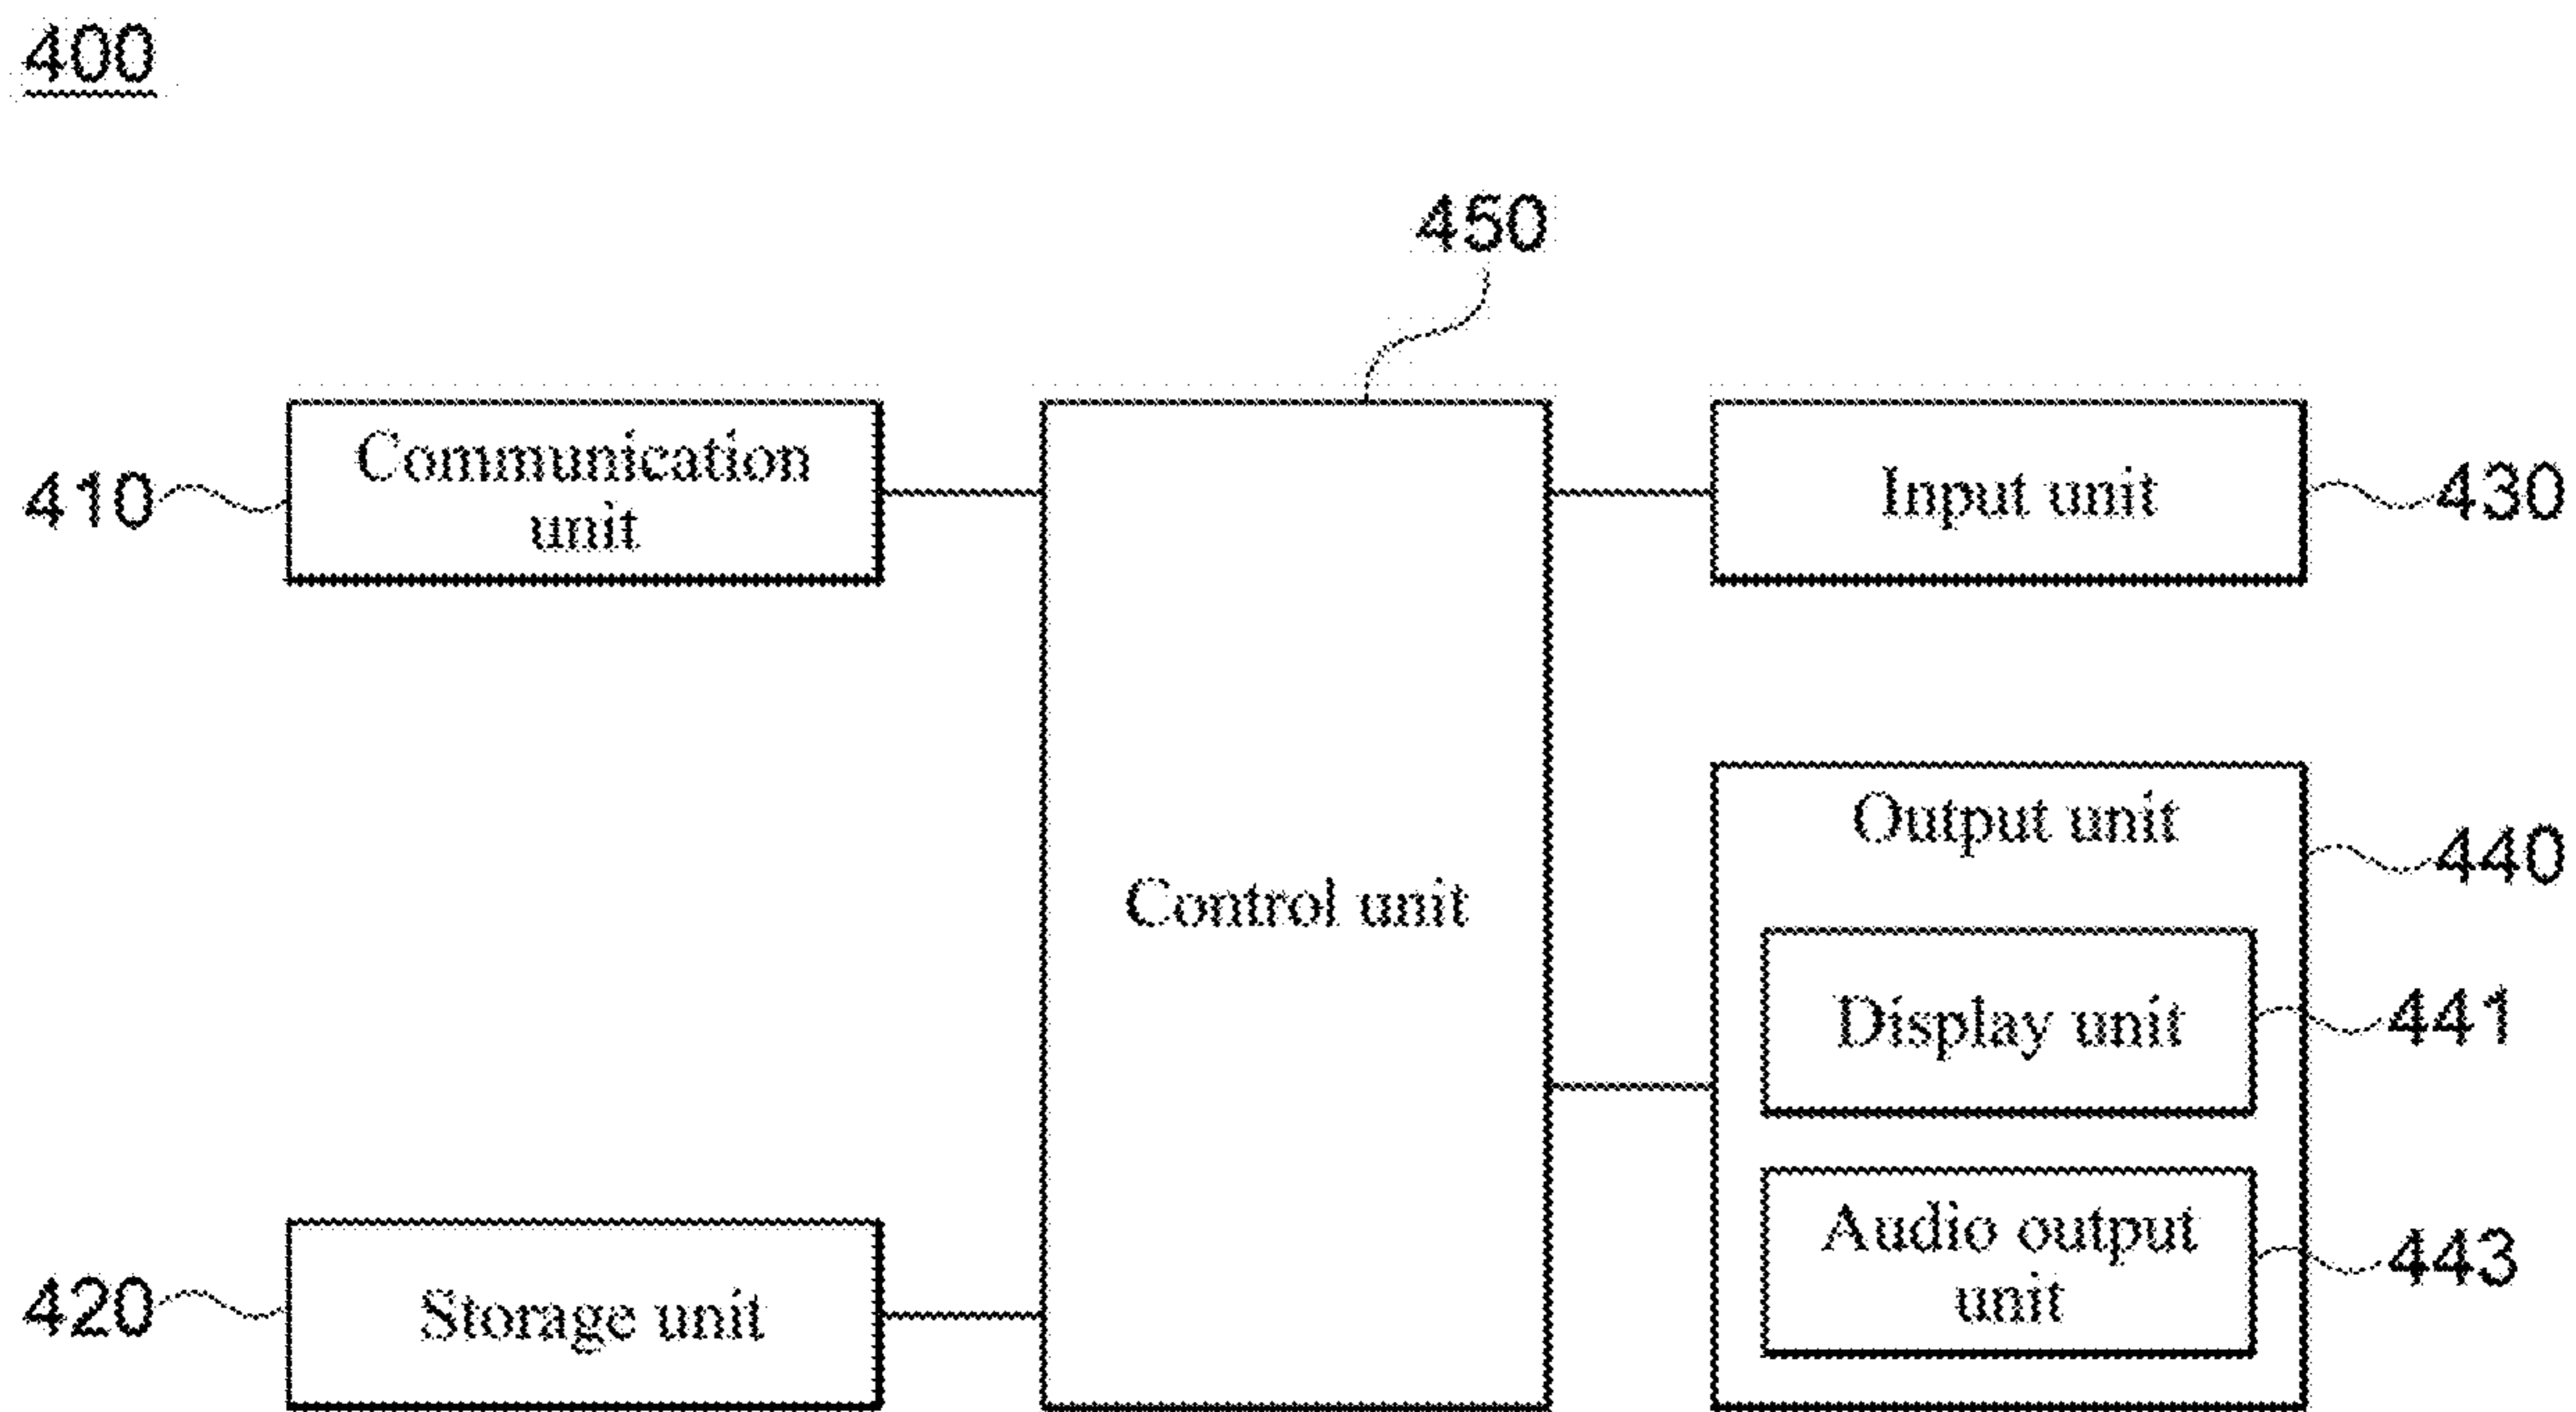 400
450
410
Communication
unit
Input unit
430
Output unit
440
Control unit
Display unit
441
Audio output
unit
443
420
Storage unit